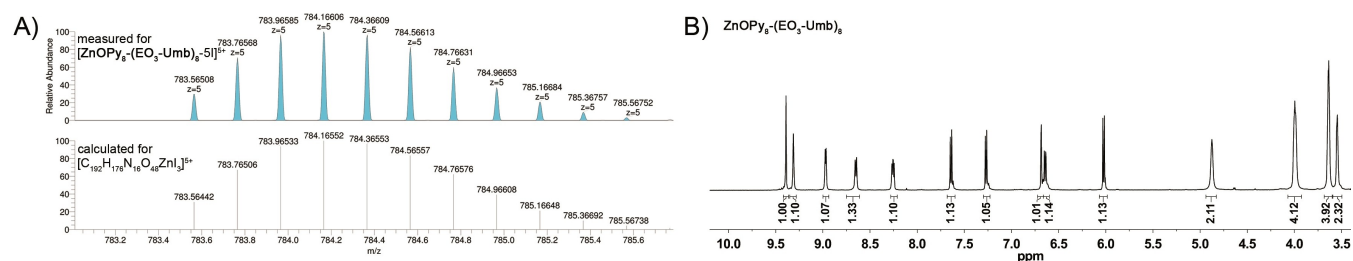 A)
measured for
[ZnOPy₈-(EO₃-Umb)₈-5I]⁵⁺
Relative Abundance
100
80
60
40
20
0
783.56508
z=5
783.76568
z=5
783.96585
z=5
784.16606
z=5
784.36609
z=5
784.56613
z=5
784.76631
z=5
784.96653
z=5
785.16684
z=5
785.36757
z=5
785.56752
z=5
calculated for
[C₁₉₂H₁₇₆N₁₆O₄₈ZnI₃]⁵⁺
100
80
60
40
20
0
783.56442
783.76506
783.96533
784.16552
784.36553
784.56557
784.76576
784.96608
785.16648
785.36692
785.56738
783.2 783.4 783.6 783.8 784.0 784.2 784.4 784.6 784.8 785.0 785.2 785.4 785.6
m/z
B) ZnOPy₈-(EO₃-Umb)₈
1.00
1.10
1.07
1.33
1.10
1.13
1.05
1.01
1.14
1.13
2.11
4.12
3.92
2.32
10.0 9.5 9.0 8.5 8.0 7.5 7.0 6.5 6.0 5.5 5.0 4.5 4.0 3.5
ppm